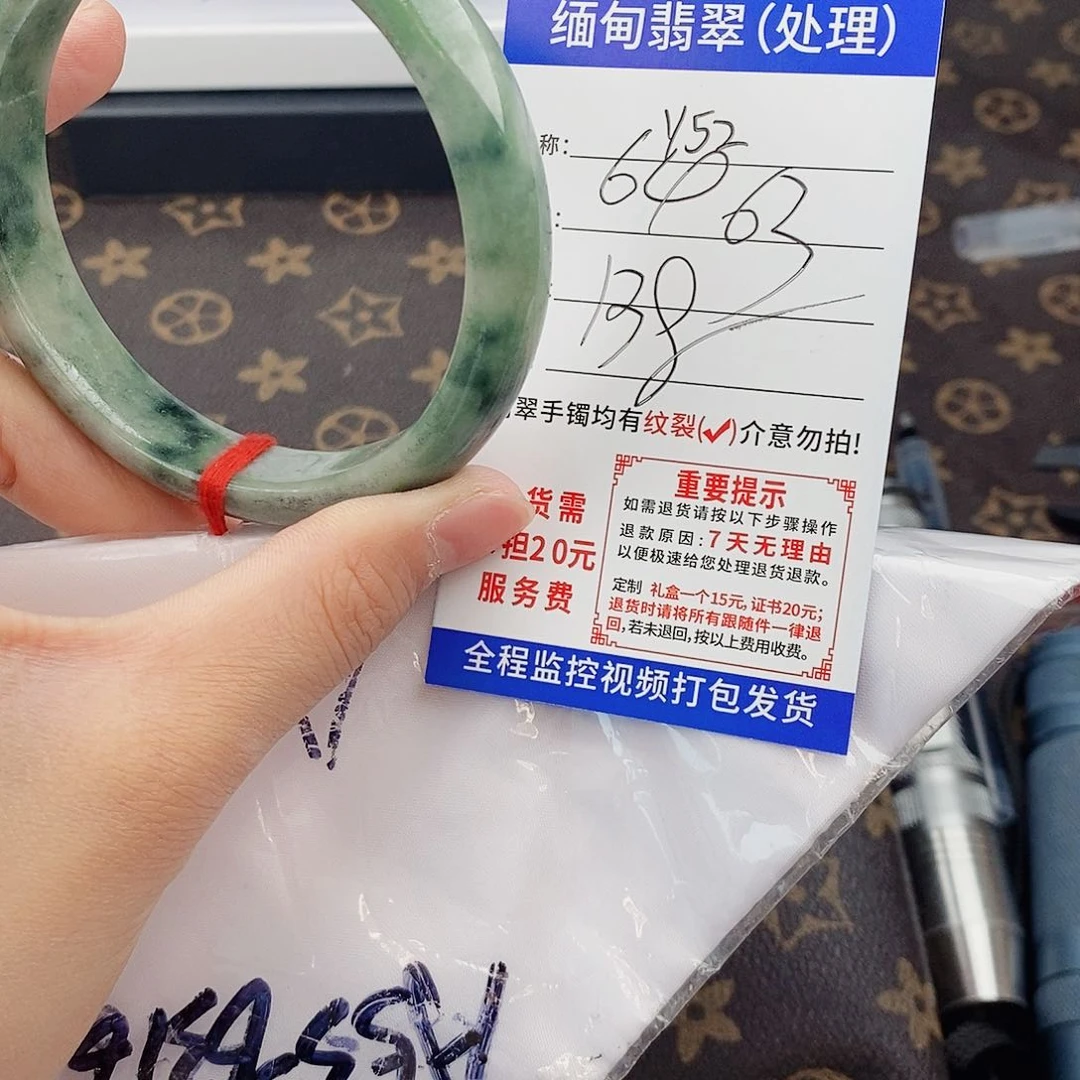 缅甸翡翠(处理)
称:
Y52
63
:
138
翠手镯均有纹裂(✓)介意勿拍!
货需
担20元
服务费
重要提示
如需退货请按以下步骤操作
退款原因:7天无理由
以便极速给您处理退货退款。
定制 礼盒一个15元,证书20元;
退货时请将所有跟随件一律退
回,若未退回,按以上费用收费。
全程监控视频打包发货